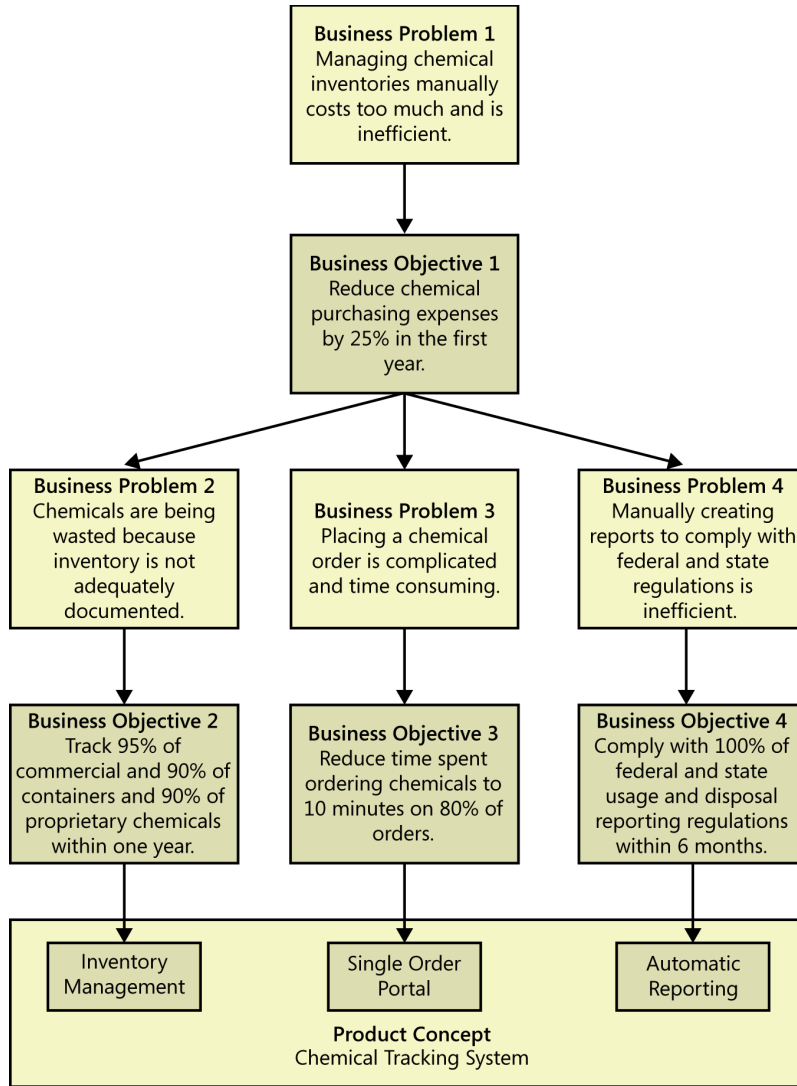 Business Problem 1
Managing chemical
inventories manually
costs too much and is
inefficient.
Business Objective 1
Reduce chemical
purchasing expenses
by 25% in the first
year.
Business Problem 2
Chemicals are being
wasted because
inventory is not
adequately
documented.
Business Problem 3
Placing a chemical
order is complicated
and time consuming.
Business Problem 4
Manually creating
reports to comply with
federal and state
regulations is
inefficient.
Business Objective 2
Track 95% of
commercial and 90% of
containers and 90% of
proprietary chemicals
within one year.
Business Objective 3
Reduce time spent
ordering chemicals to
10 minutes on 80% of
orders.
Business Objective 4
Comply with 100% of
federal and state
usage and disposal
reporting regulations
within 6 months.
Inventory
Management
Single Order
Portal
Automatic
Reporting
Product Concept
Chemical Tracking System